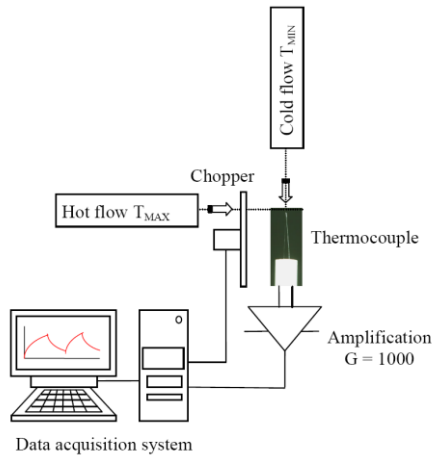 Cold flow T_MIN
Chopper
Hot flow T_MAX
Thermocouple
Amplification
G = 1000
Data acquisition system